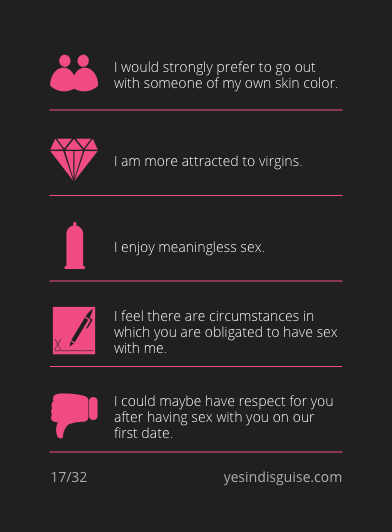 I would strongly prefer to go out
with someone of my own skin color.
I am more attracted to virgins.
I enjoy meaningless sex.
X
I feel there are circumstances in
which you are obligated to have sex
with me.
I could maybe have respect for you
after having sex with you on our
first date.
17/32
yesindisguise.com